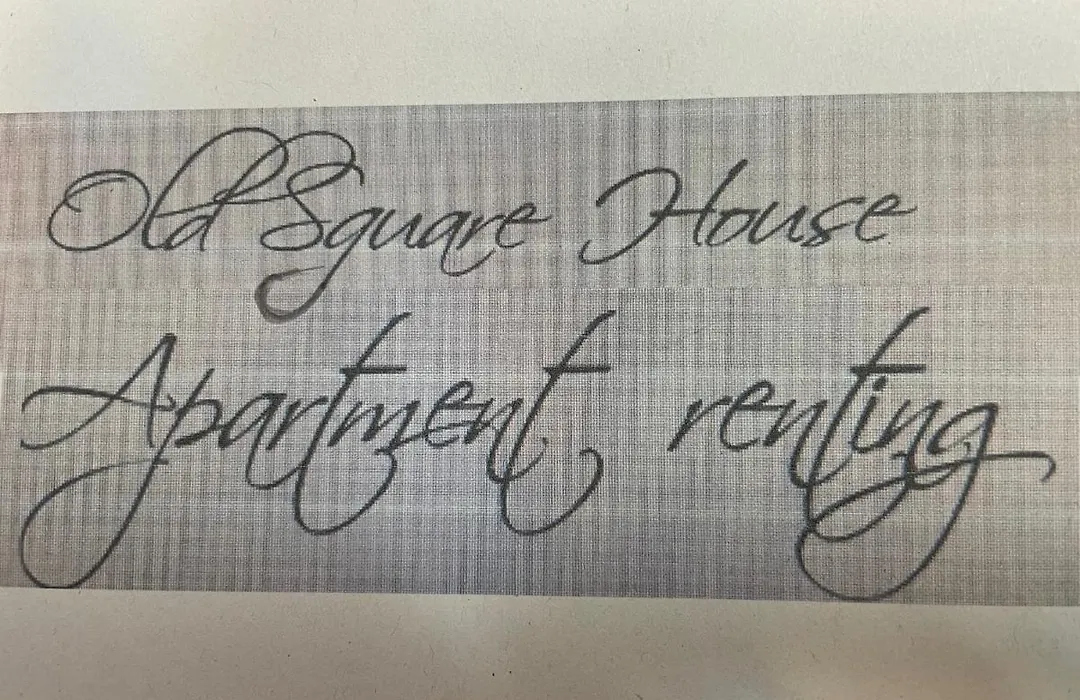 Old Square House
Apartment renting